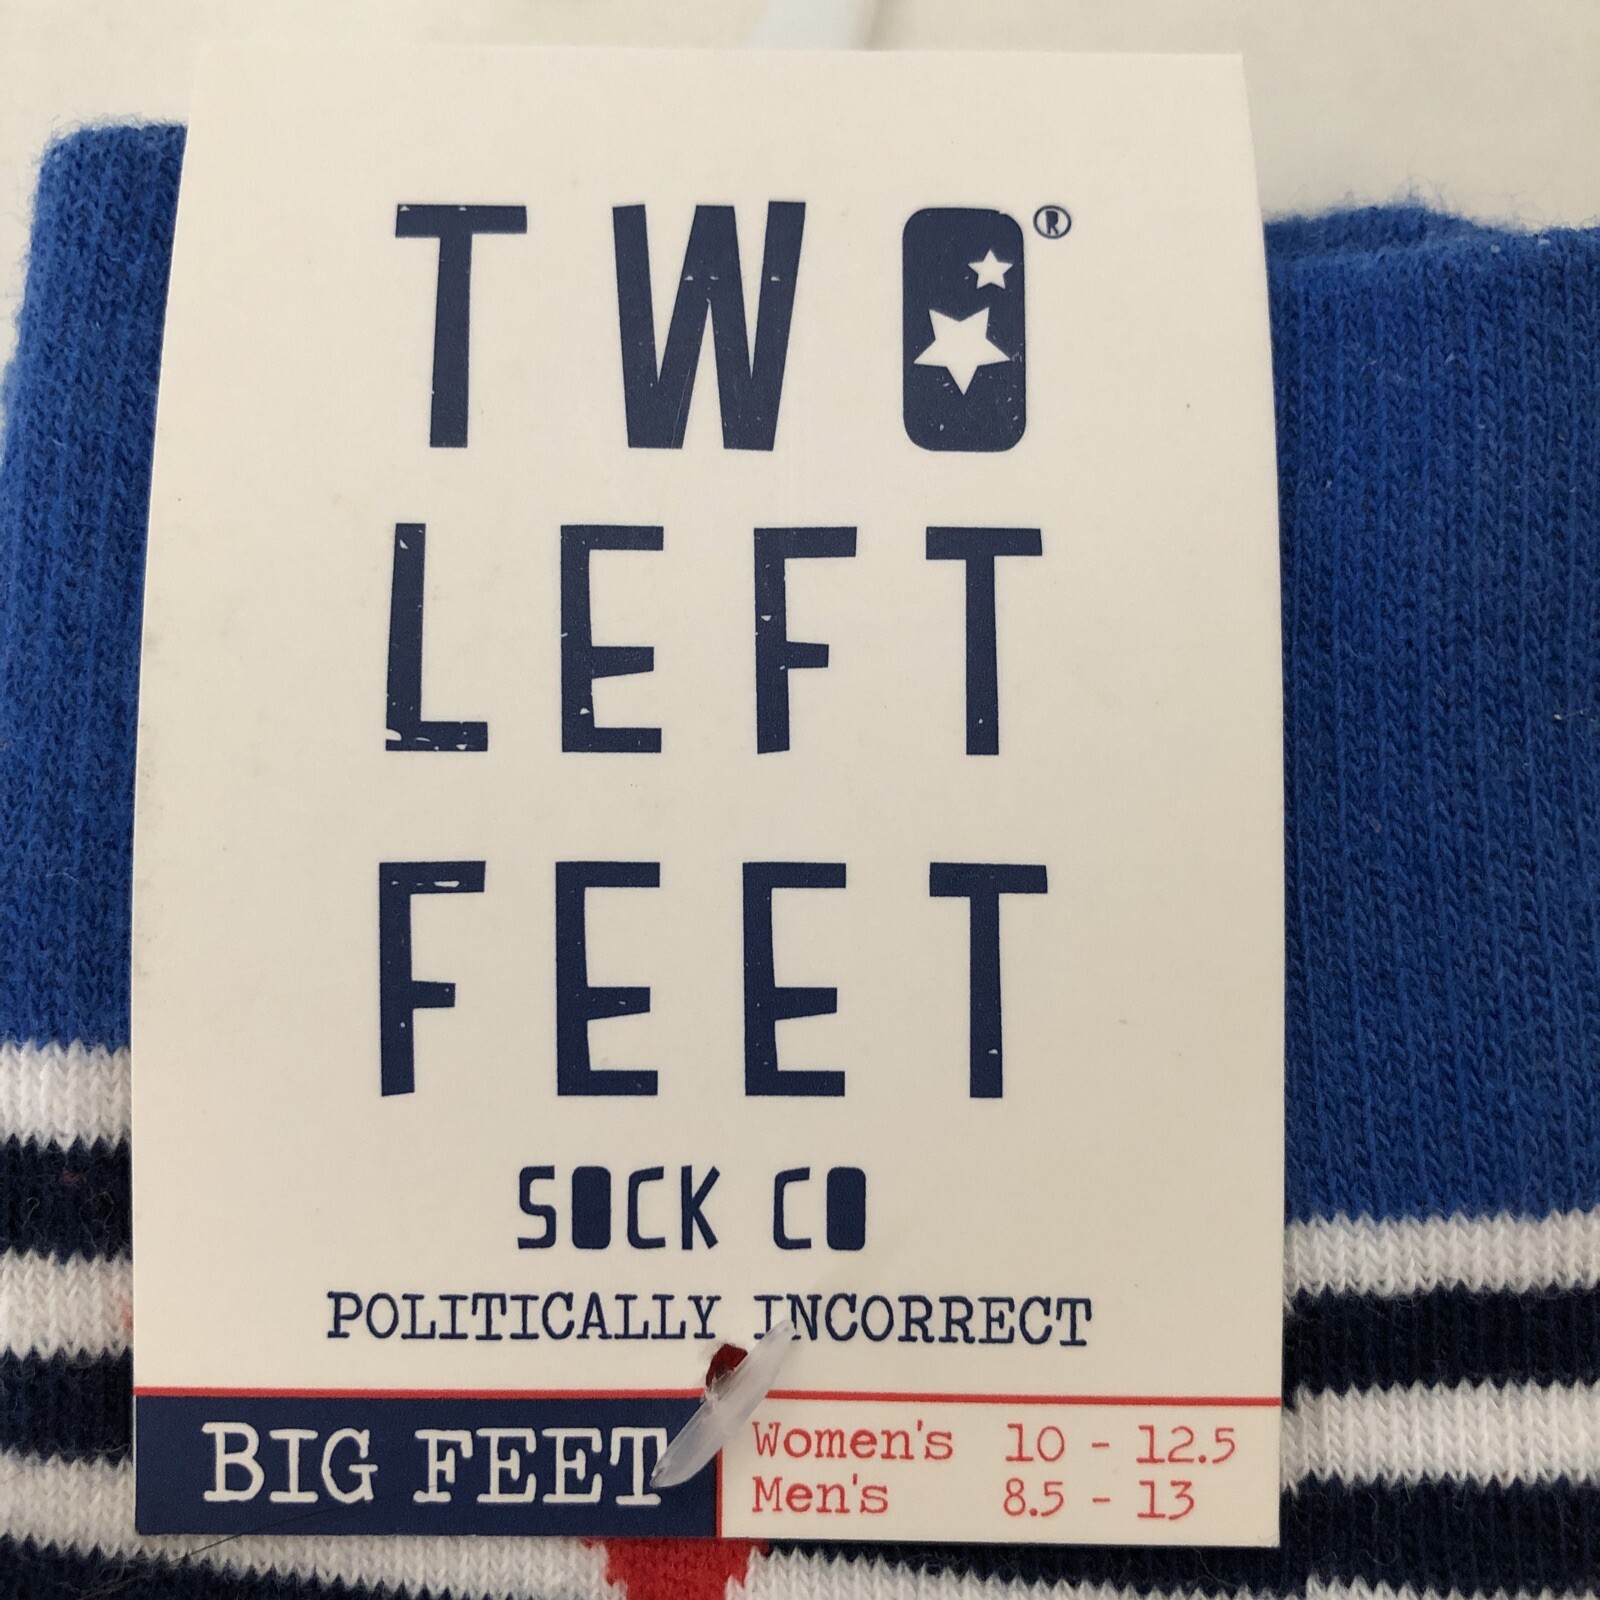 TWO®
LEFT
FEET
SOCK CO
POLITICALLY INCORRECT
BIG FEET
Women's 10 - 12.5
Men's 8.5 - 13